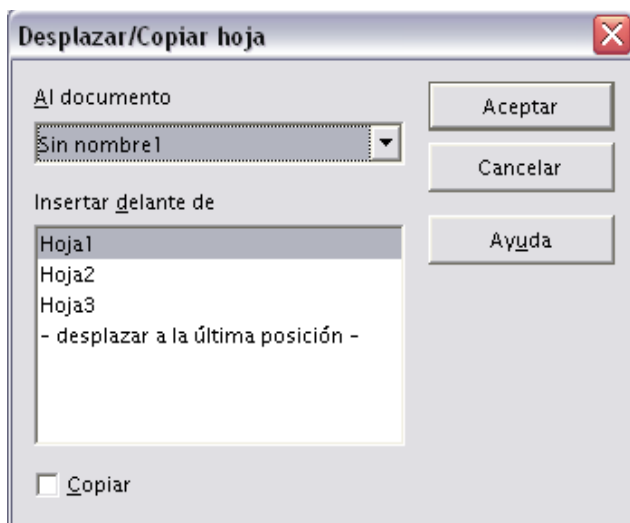 Desplazar/Copiar hoja
Al documento
Sin nombre1
Insertar delante de
Hoja1
Hoja2
Hoja3
- desplazar a la última posición -
Copiar
Aceptar
Cancelar
Ayuda